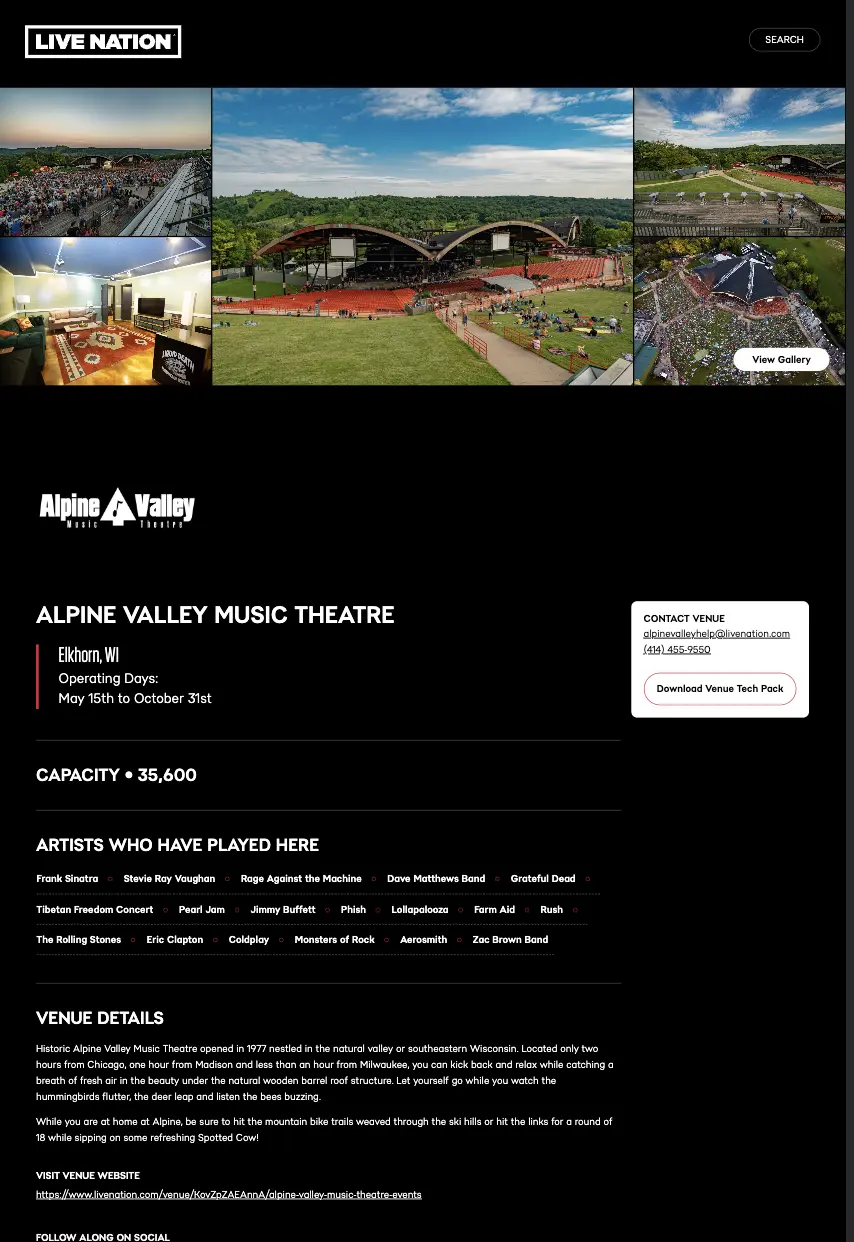 LIVE NATION
SEARCH
View Gallery
Alpine Valley
Music Theatre
ALPINE VALLEY MUSIC THEATRE
Elkhorn, WI
Operating Days:
May 15th to October 31st
CONTACT VENUE
alpinevalleyhelp@livenation.com
(414) 455-9550
Download Venue Tech Pack
CAPACITY • 35,600
ARTISTS WHO HAVE PLAYED HERE
Frank Sinatra ○ Stevie Ray Vaughan ○ Rage Against the Machine ○ Dave Matthews Band ○ Grateful Dead ○
Tibetan Freedom Concert ○ Pearl Jam ○ Jimmy Buffett ○ Phish ○ Lollapalooza ○ Farm Aid ○ Rush ○
The Rolling Stones ○ Eric Clapton ○ Coldplay ○ Monsters of Rock ○ Aerosmith ○ Zac Brown Band
VENUE DETAILS
Historic Alpine Valley Music Theatre opened in 1977 nestled in the natural valley or southeastern Wisconsin. Located only two
hours from Chicago, one hour from Madison and less than an hour from Milwaukee, you can kick back and relax while catching a
breath of fresh air in the beauty under the natural wooden barrel roof structure. Let yourself go while you watch the
hummingbirds flutter, the deer leap and listen the bees buzzing.
While you are at home at Alpine, be sure to hit the mountain bike trails weaved through the ski hills or hit the links for a round of
18 while sipping on some refreshing Spotted Cow!
VISIT VENUE WEBSITE
https://www.livenation.com/venue/KovZpZAEAnnA/alpine-valley-music-theatre-events
FOLLOW ALONG ON SOCIAL